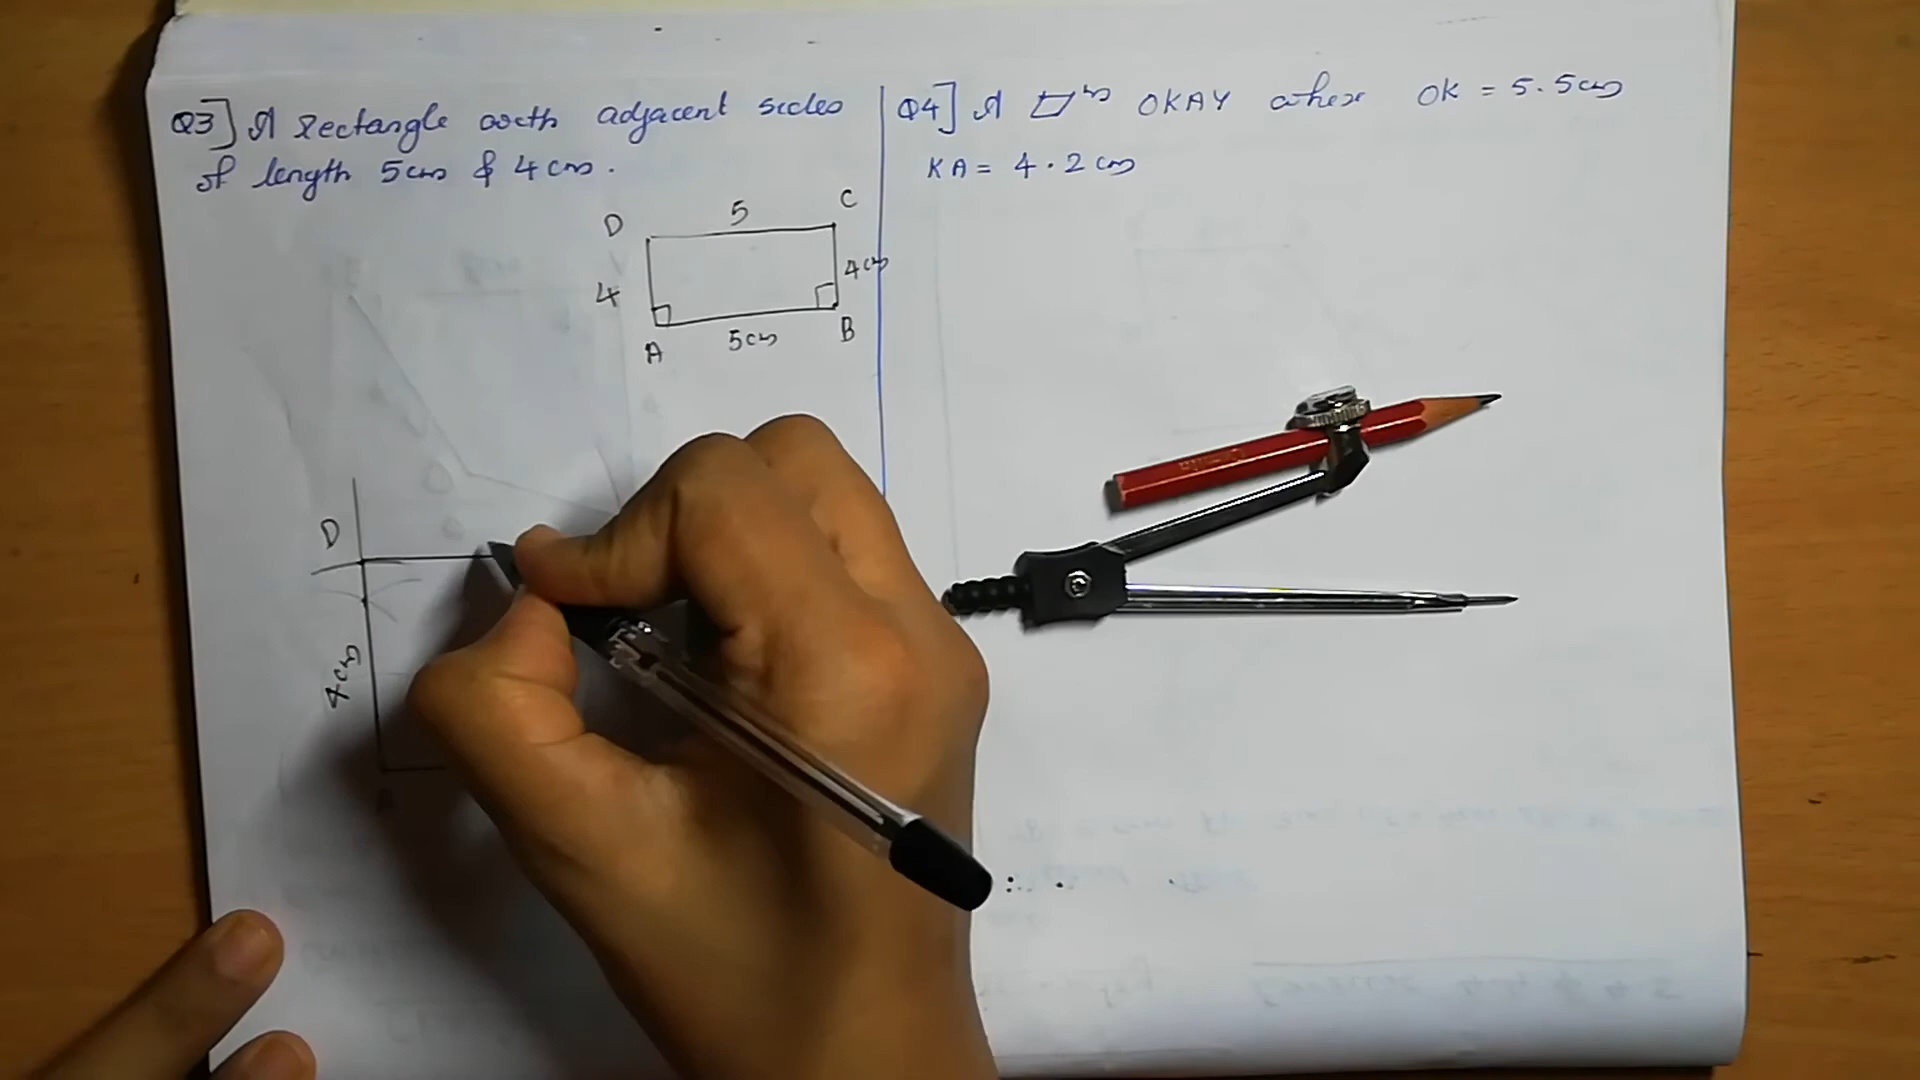 Q3] A Rectangle with adjacent sides
of length 5cm & 4cm.
D
5
C
4
4cm
A
5cm
B
D
4cm
A
Q4] A ▱m OKAY where OK = 5.5cm
KA = 4.2cm